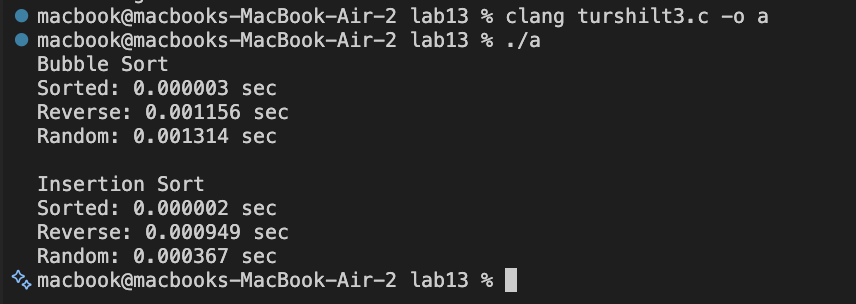 macbook@macbooks-MacBook-Air-2 lab13 % clang turshilt3.c -o a
macbook@macbooks-MacBook-Air-2 lab13 % ./a
Bubble Sort
Sorted: 0.000003 sec
Reverse: 0.001156 sec
Random: 0.001314 sec

Insertion Sort
Sorted: 0.000002 sec
Reverse: 0.000949 sec
Random: 0.000367 sec
macbook@macbooks-MacBook-Air-2 lab13 %